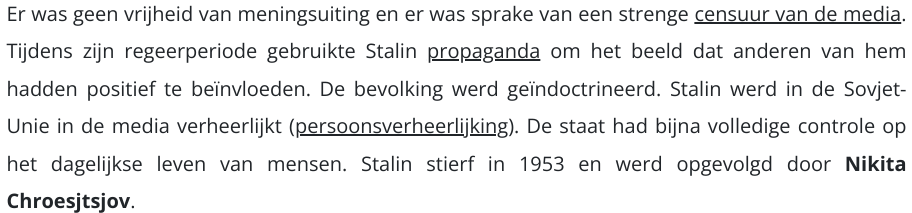 Er was geen vrijheid van meningsuiting en er was sprake van een strenge censuur van de media.
Tijdens zijn regeerperiode gebruikte Stalin propaganda om het beeld dat anderen van hem
hadden positief te beïnvloeden. De bevolking werd geïndoctrineerd. Stalin werd in de Sovjet-
Unie in de media verheerlijkt (persoonsverheerlijking). De staat had bijna volledige controle op
het dagelijkse leven van mensen. Stalin stierf in 1953 en werd opgevolgd door Nikita
Chroesjtsjov.